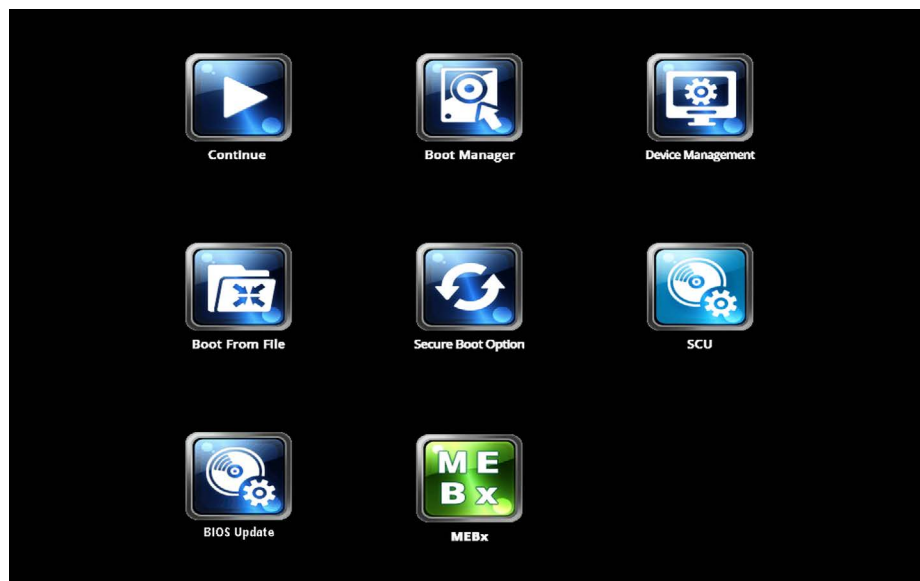 Continue
Boot Manager
Device Management
Boot From File
Secure Boot Option
SCU
BIOS Update
M E
B x
MEBx